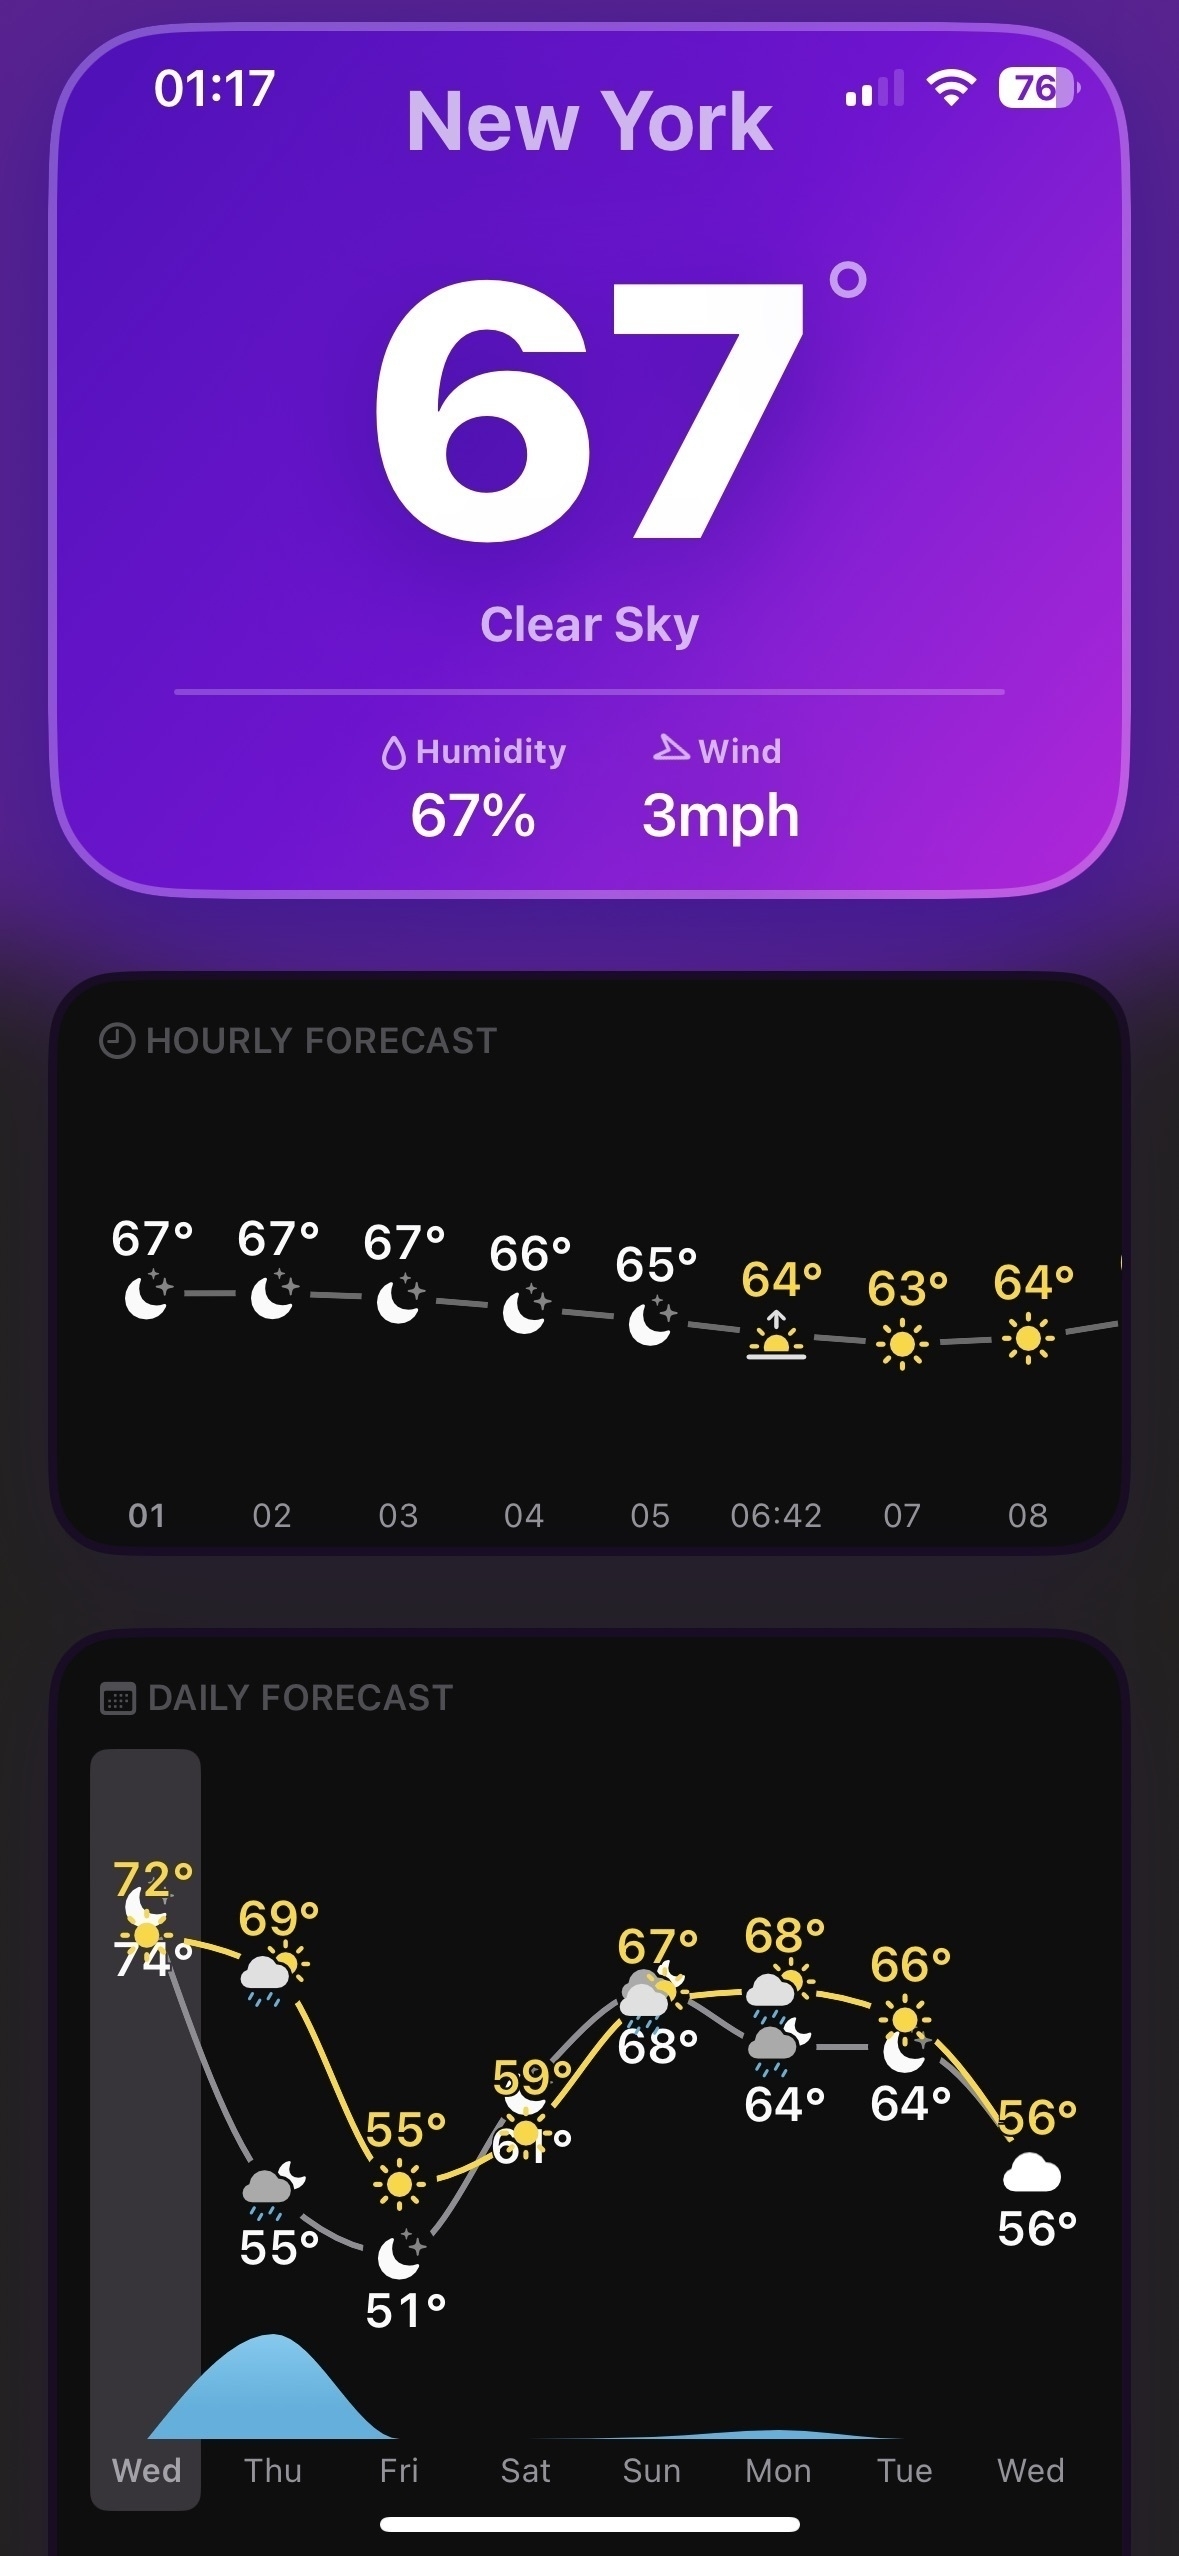 01:17
76
New York
67°
Clear Sky
Humidity Wind
67% 3mph
HOURLY FORECAST
67° 67° 67° 66° 65° 64° 63° 64°
01 02 03 04 05 06:42 07 08
DAILY FORECAST
72° 69° 55° 59° 67° 68° 66° 56°
74° 55° 51° 61° 68° 64° 64° 56°
Wed Thu Fri Sat Sun Mon Tue Wed